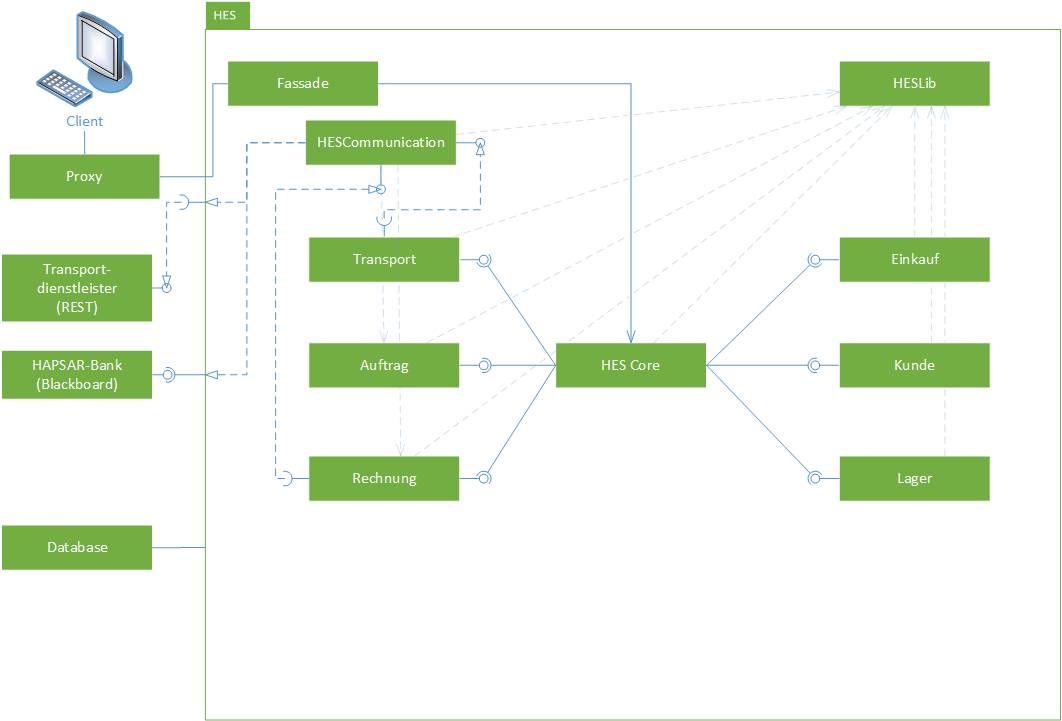 HES
Client
Fassade
HESLib
HESCommunication
Proxy
Transport
Einkauf
Transport-
dienstleister
(REST)
HAPSAR-Bank
(Blackboard)
Auftrag
HES Core
Kunde
Rechnung
Lager
Database